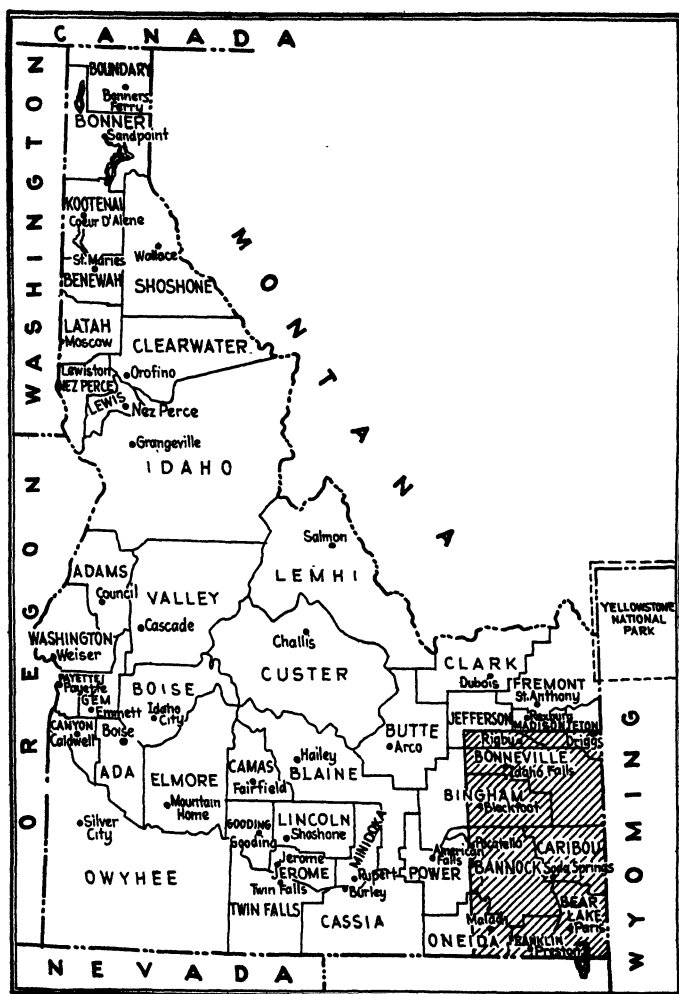 CANADA
WASHINGTON
BOUNDARY
Bonners
Ferry
BONNER
Sandpoint
KOOTENAI
Coeur D'Alene
MONTANA
St. Maries
BENEWAH
Wallace
SHOSHONE
LATAH
Moscow
CLEARWATER
Lewiston
NEZ PERCE
Orofino
LEWIS
Nez Perce
Grangeville
IDAHO
OREGON
Salmon
LEMHI
ADAMS
Council
VALLEY
Cascade
YELLOWSTONE
NATIONAL
PARK
WASHINGTON
Weiser
Challis
CUSTER
CLARK
Dubois
FREMONT
St. Anthony
PAYETTE
Payette
GEM
Emmett
BOISE
Idaho
City
JEFFERSON
Rexburg
MADISON
TETON
CANYON
Caldwell
Boise
ADA
BUTTE
Arco
Rigby
Driggs
BONNEVILLE
Idaho Falls
WYOMING
ELMORE
Mountain
Home
CAMAS
Fairfield
Hailey
BLAINE
BINGHAM
Blackfoot
Silver
City
OWYHEE
GOODING
Gooding
LINCOLN
Shoshone
MINIDOKA
Rupert
Jerome
JEROME
Twin Falls
TWIN FALLS
Burley
CASSIA
American
Falls
POWER
Pocatello
BANNOCK
CARIBOU
Soda Springs
BEAR
LAKE
Paris
Malad
ONEIDA
FRANKLIN
Preston
NEVADA